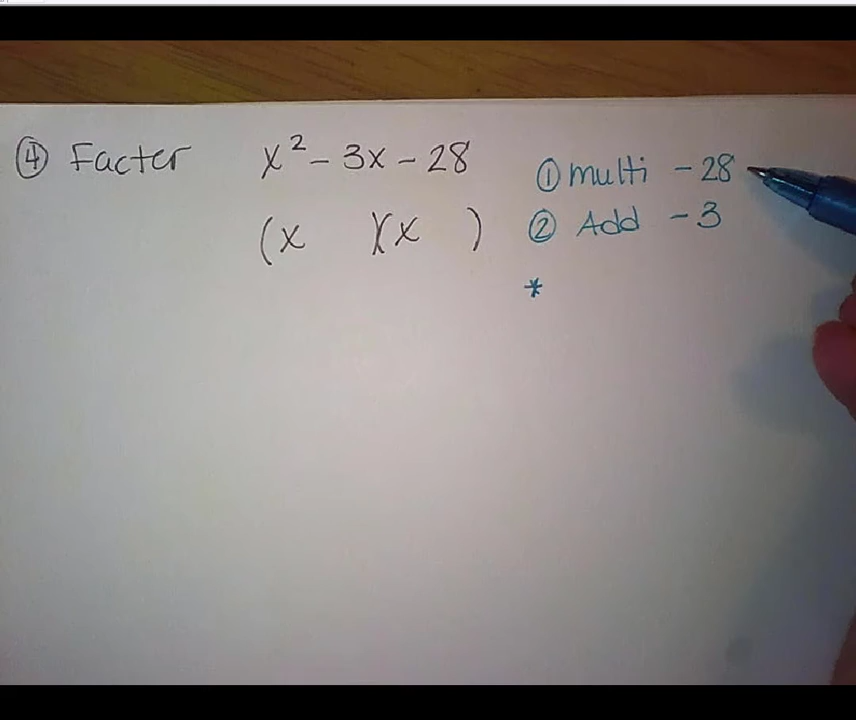 ④ Facter x² - 3x - 28
(x )(x )
① multi - 28
② Add - 3
*